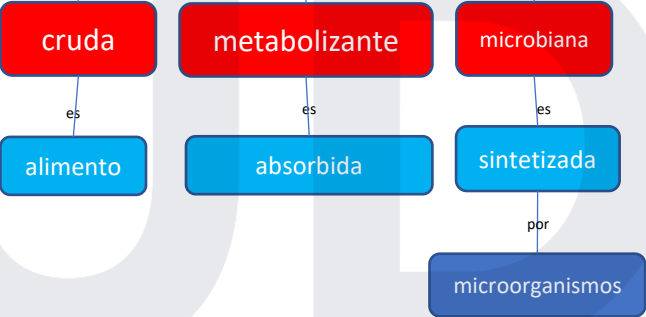 cruda
metabolizante
microbiana
es
es
es
alimento
absorbida
sintetizada
por
microorganismos